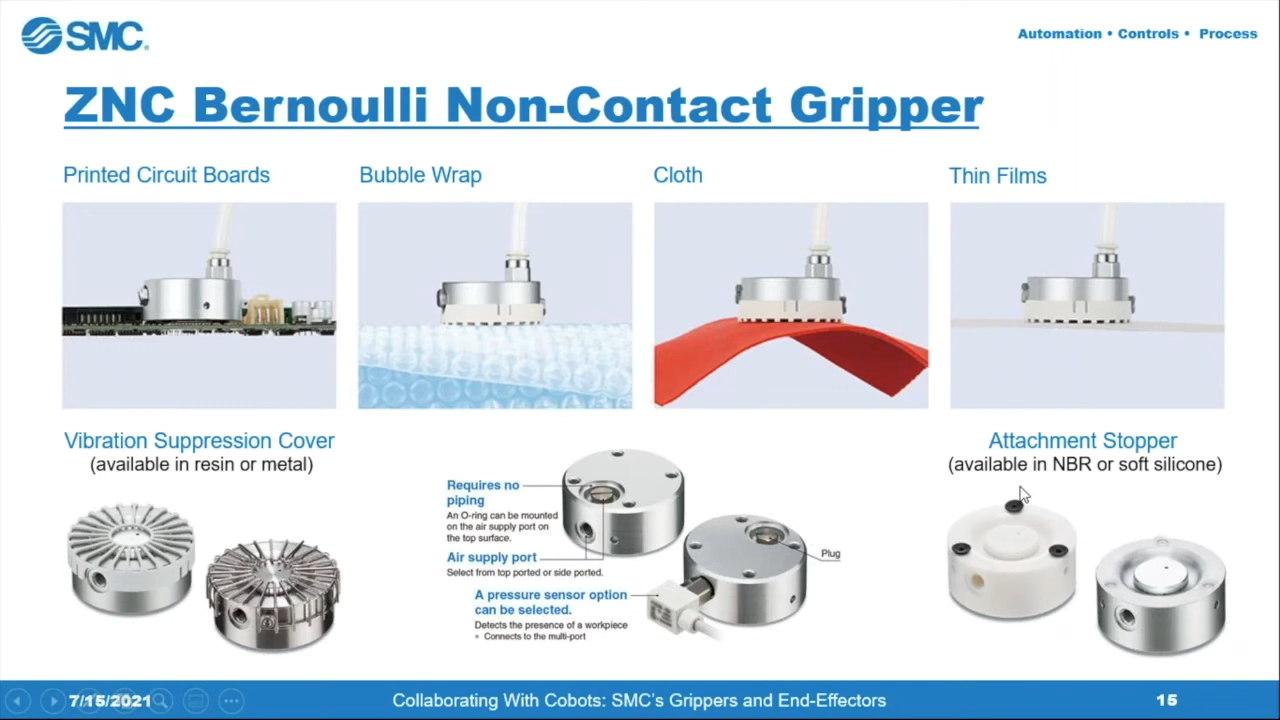 SMC
Automation • Controls • Process
ZNC Bernoulli Non-Contact Gripper
Printed Circuit Boards
Bubble Wrap
Cloth
Thin Films
Vibration Suppression Cover
(available in resin or metal)
Requires no
piping
An O-ring can be mounted
on the air supply port on
the top surface.
Air supply port
Select from top ported or side ported.
A pressure sensor option
can be selected.
Detects the presence of a workpiece
• Connects to the multi-port
Plug
Attachment Stopper
(available in NBR or soft silicone)
7/15/2021
Collaborating With Cobots: SMC's Grippers and End-Effectors
15